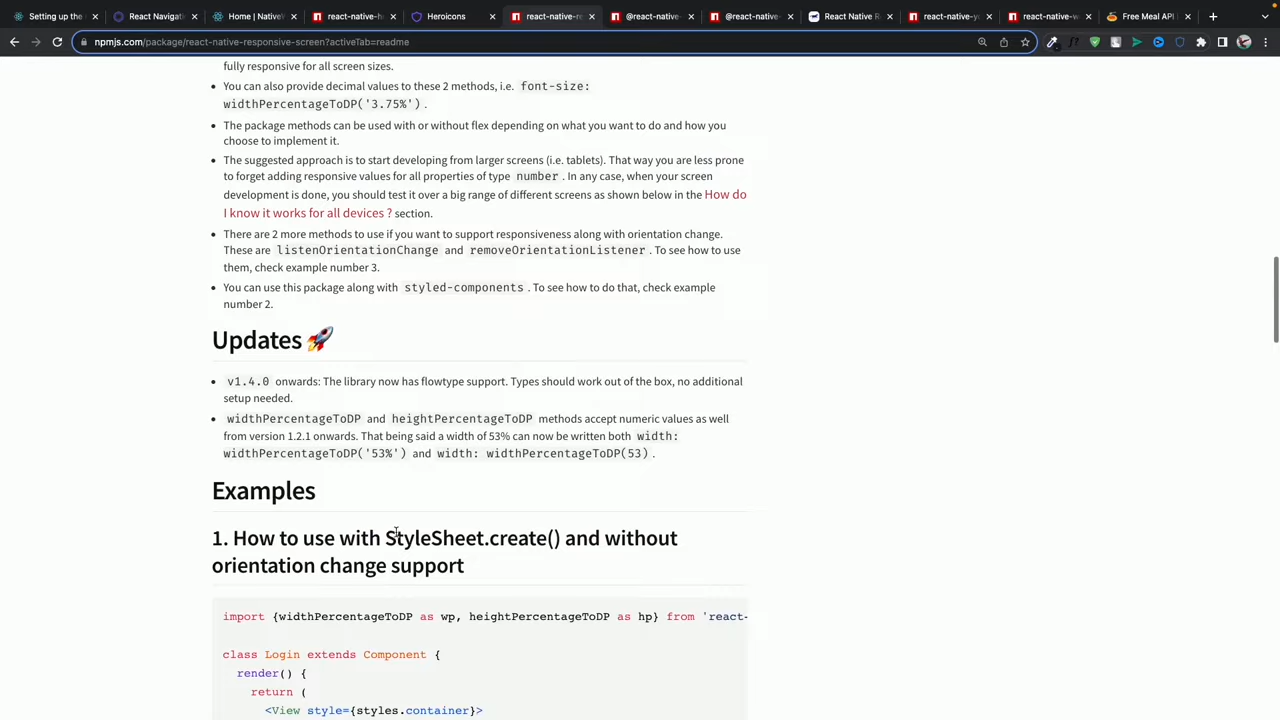 Setting up the
React Navigat
Home | Native
react-native-h
Heroicons
react-native-re
@react-native
@react-native
React Native R
react-native-y
react-native-w
Free Meal API
npmjs.com/package/react-native-responsive-screen?activeTab=readme
fully responsive for all screen sizes.
You can also provide decimal values to these 2 methods, i.e. font-size:
widthPercentageToDP('3.75%').
The package methods can be used with or without flex depending on what you want to do and how you
choose to implement it.
The suggested approach is to start developing from larger screens (i.e. tablets). That way you are less prone
to forget adding responsive values for all properties of type number. In any case, when your screen
development is done, you should test it over a big range of different screens as shown below in the How do
I know it works for all devices ? section.
There are 2 more methods to use if you want to support responsiveness along with orientation change.
These are listenOrientationChange and removeOrientationListener. To see how to use
them, check example number 3.
You can use this package along with styled-components. To see how to do that, check example
number 2.
Updates 🚀
v1.4.0 onwards: The library now has flowtype support. Types should work out of the box, no additional
setup needed.
widthPercentageToDP and heightPercentageToDP methods accept numeric values as well
from version 1.2.1 onwards. That being said a width of 53% can now be written both width:
widthPercentageToDP('53%') and width: widthPercentageToDP(53).
Examples
1. How to use with StyleSheet.create() and without
orientation change support
import {widthPercentageToDP as wp, heightPercentageToDP as hp} from 'react-
class Login extends Component {
render() {
return (
<View style={styles.container}>